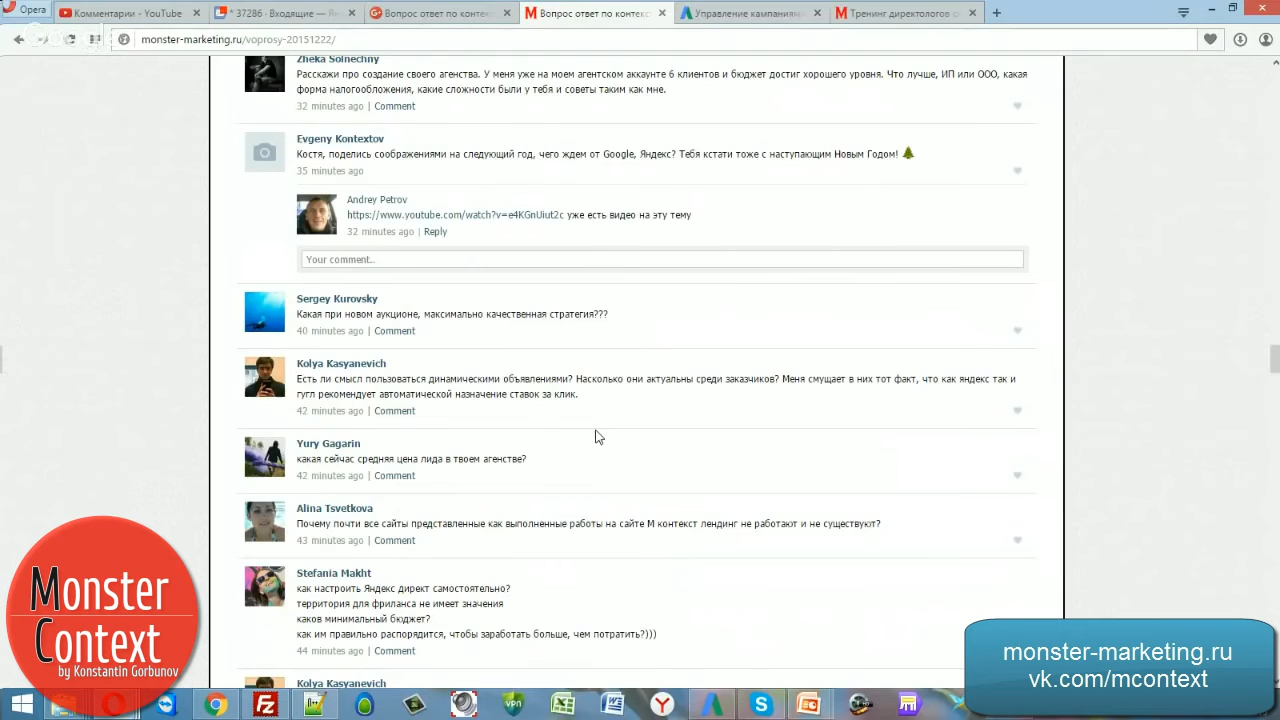 Opera
Комментарии - YouTube
* 37286 · Входящие — Ян
Вопрос ответ по контекс
Вопрос ответ по контекс
Управление кампаниями
Тренинг директологов о
monster-marketing.ru/voprosy-20151222/
Zheka Solnechny
Расскажи про создание своего агенства. У меня уже на моем агентском аккаунте 6 клиентов и бюджет достиг хорошего уровня. Что лучше, ИП или ООО, какая
форма налогообложения, какие сложности были у тебя и советы таким как мне.
32 minutes ago | Comment
Evgeny Kontextov
Костя, поделись соображениями на следующий год, чего ждем от Google, Яндекс? Тебя кстати тоже с наступающим Новым Годом!
35 minutes ago
Andrey Petrov
https://www.youtube.com/watch?v=e4KGnUiut2c уже есть видео на эту тему
32 minutes ago | Reply
Your comment..
Sergey Kurovsky
Какая при новом аукционе, максимально качественная стратегия???
40 minutes ago | Comment
Kolya Kasyanevich
Есть ли смысл пользоваться динамическими объявлениями? Насколько они актуальны среди заказчиков? Меня смущает в них тот факт, что как яндекс так и
гугл рекомендует автоматической назначение ставок за клик.
42 minutes ago | Comment
Yury Gagarin
какая сейчас средняя цена лида в твоем агенстве?
42 minutes ago | Comment
Alina Tsvetkova
Почему почти все сайты представленные как выполненные работы на сайте М контекст лендинг не работают и не существуют?
43 minutes ago | Comment
Stefania Makht
как настроить Яндекс директ самостоятельно?
территория для фриланса не имеет значения
каков минимальный бюджет?
как им правильно распорядится, чтобы заработать больше, чем потратить?)))
44 minutes ago | Comment
Kolya Kasyanevich
Monster
Context
by Konstantin Gorbunov
monster-marketing.ru
vk.com/mcontext